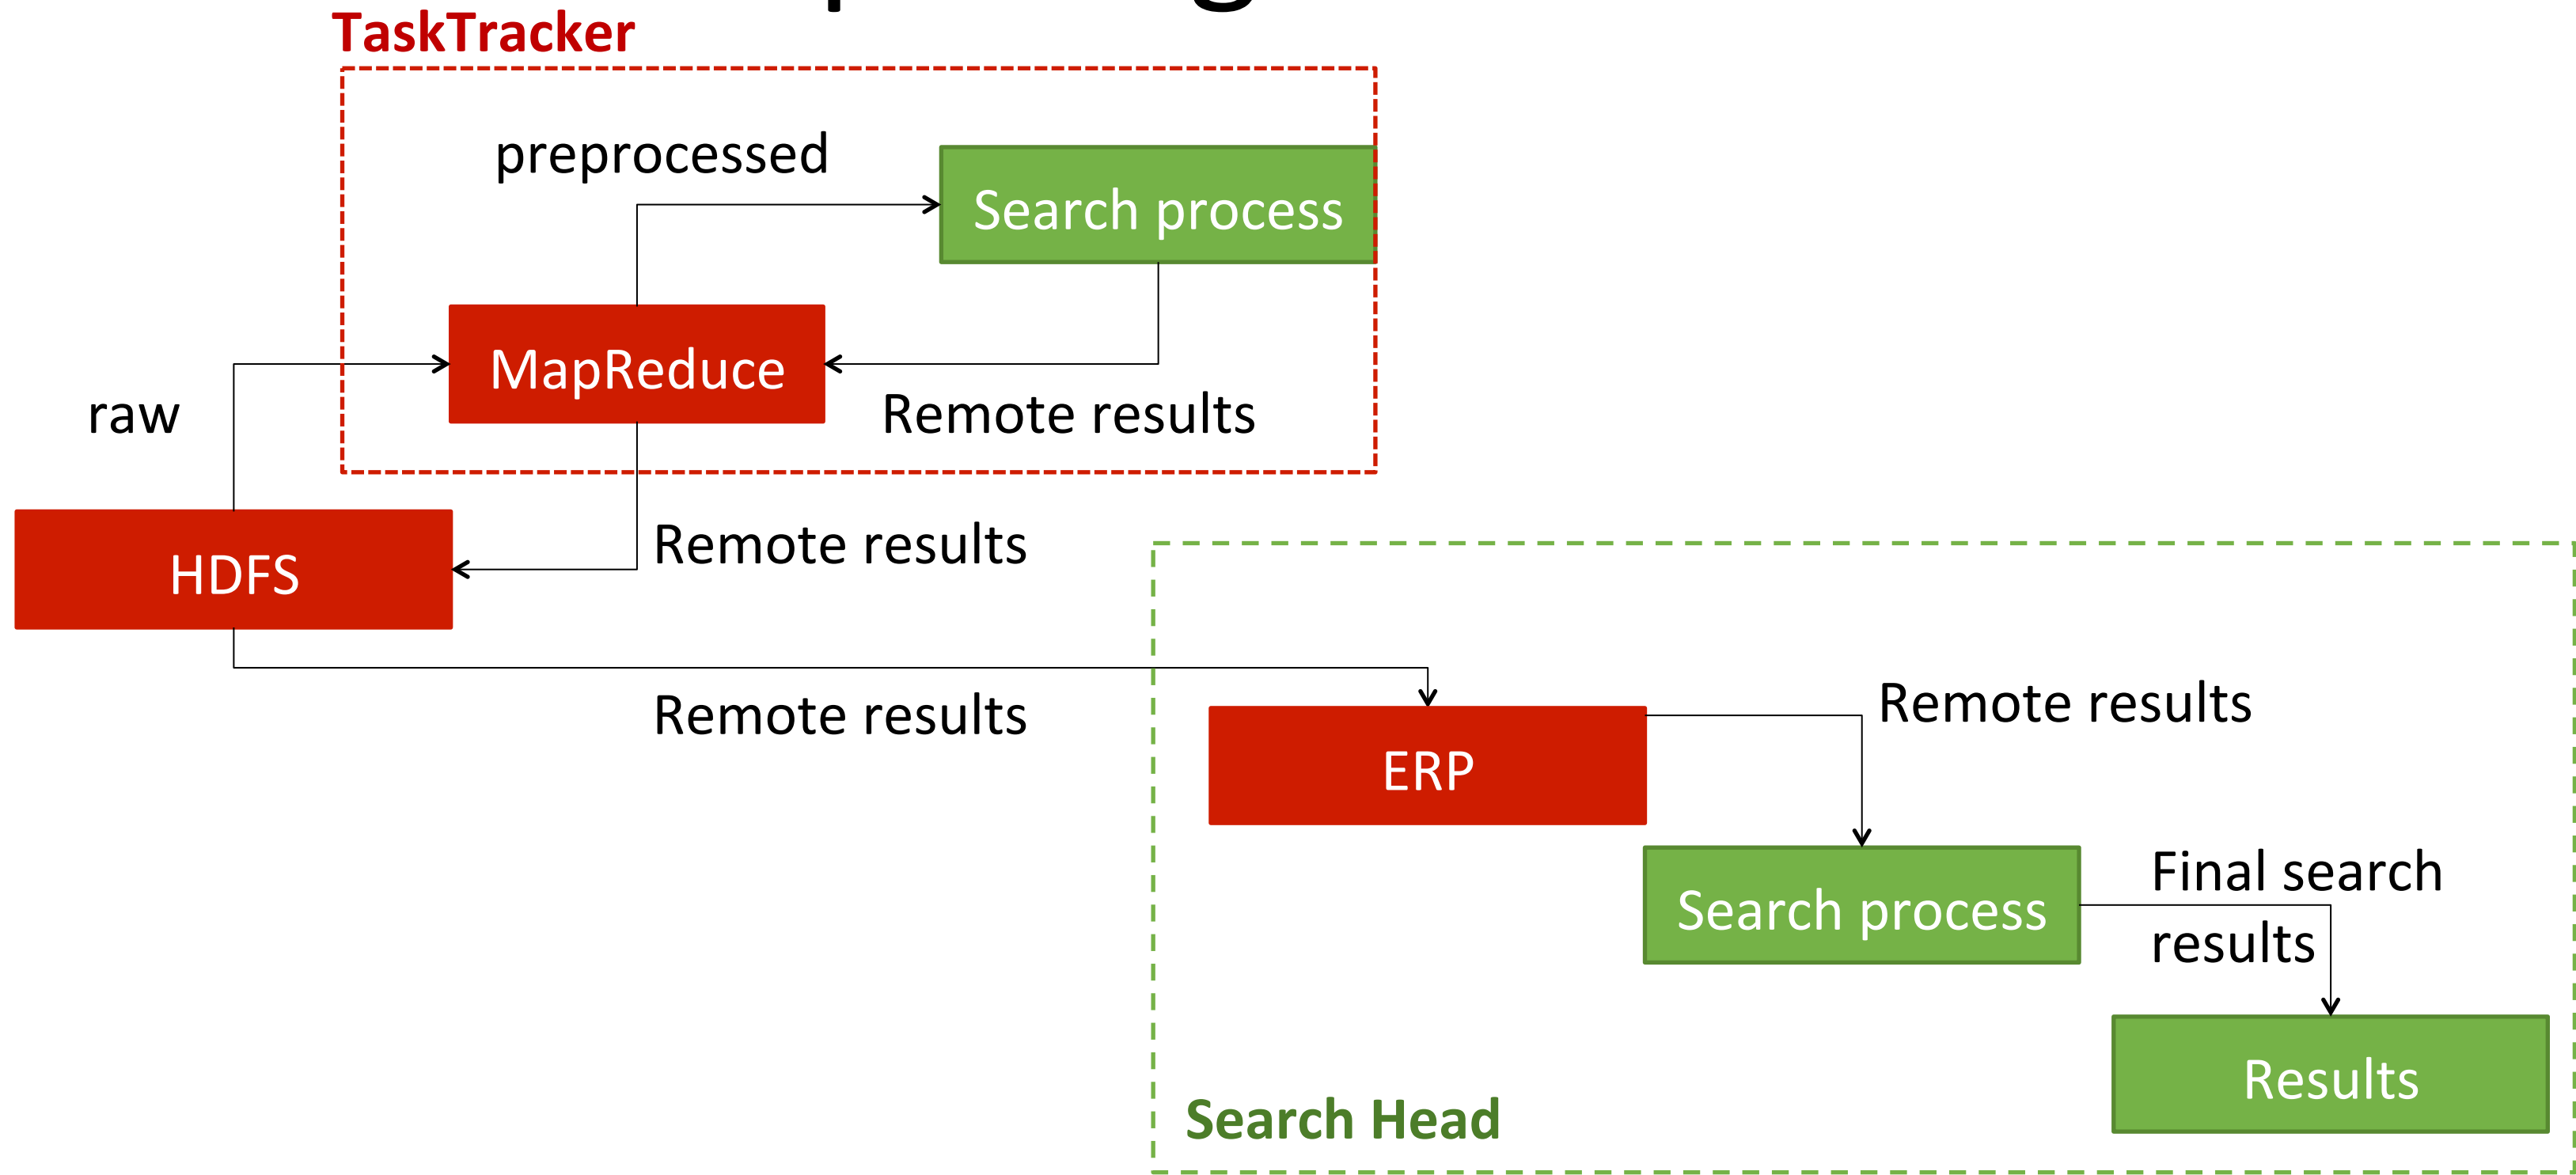 TaskTracker
preprocessed
Search process
MapReduce
raw
Remote results
HDFS
Remote results
Remote results
Remote results
ERP
Search process
Final search
results
Results
Search Head